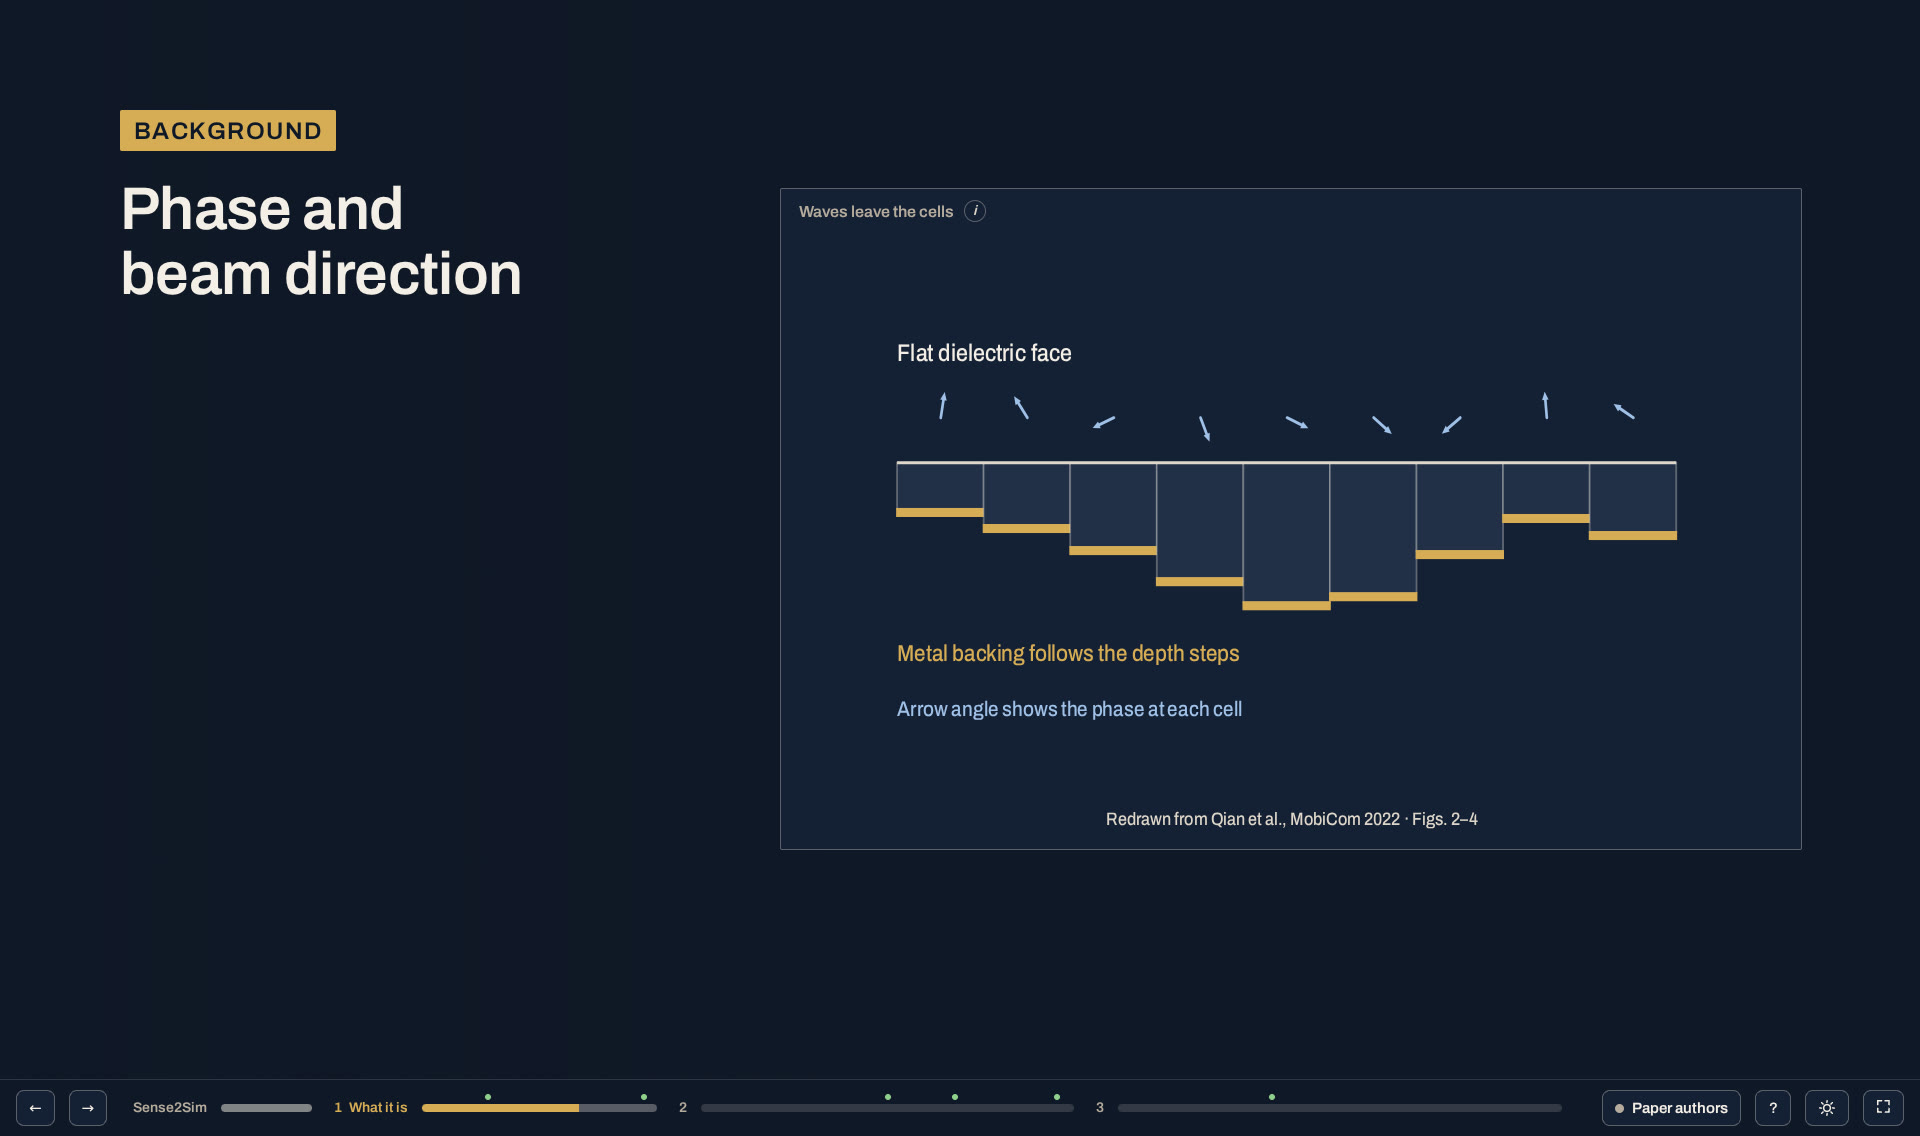 BACKGROUND
Phase and
beam direction
Waves leave the cells i
Flat dielectric face
Metal backing follows the depth steps
Arrow angle shows the phase at each cell
Redrawn from Qian et al., MobiCom 2022 · Figs. 2–4
← → Sense2Sim 1 What it is 2 3 Paper authors ?